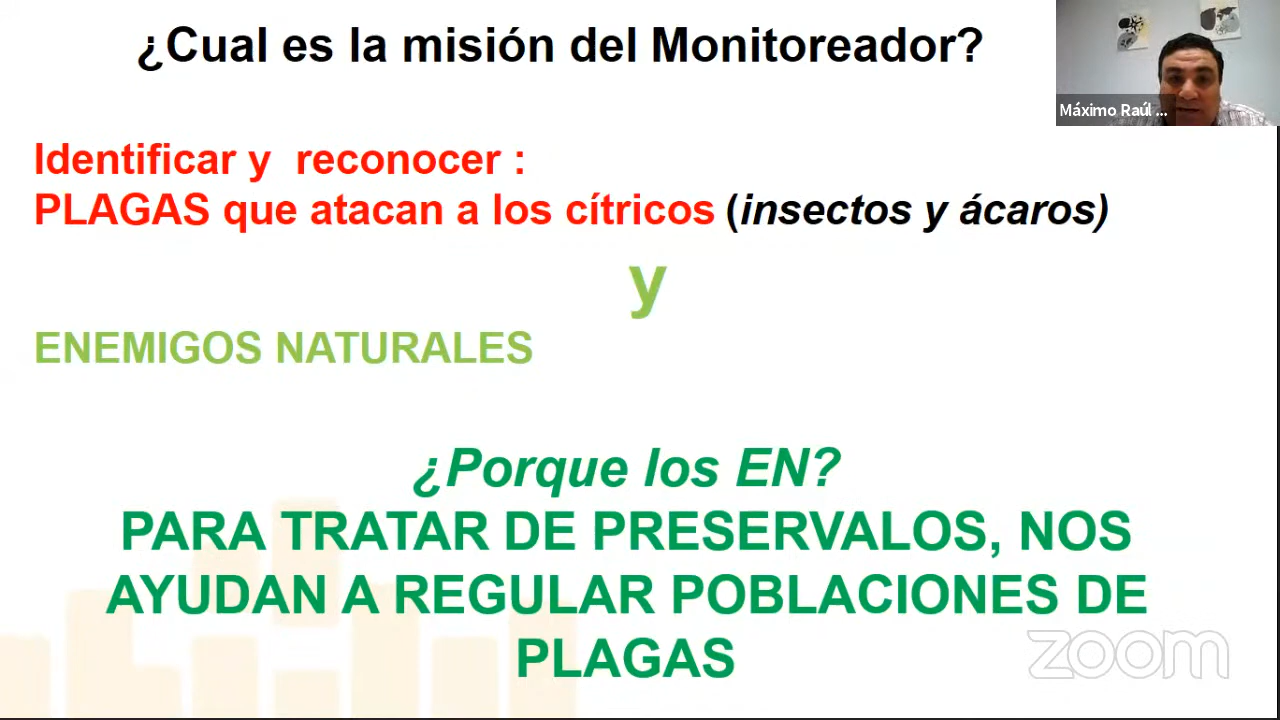 ¿Cual es la misión del Monitoreador?
Máximo Raúl ...
Identificar y reconocer :
PLAGAS que atacan a los cítricos (insectos y ácaros)
y
ENEMIGOS NATURALES
¿Porque los EN?
PARA TRATAR DE PRESERVALOS, NOS
AYUDAN A REGULAR POBLACIONES DE
PLAGAS
zoom